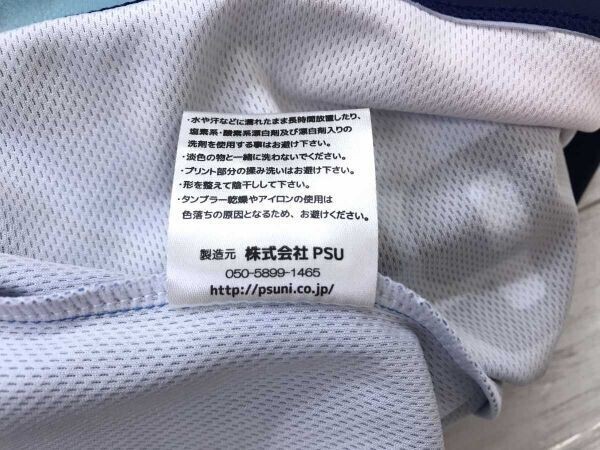 ・水や汗などに濡れたまま長時間放置したり、
塩素系・酸素系漂白剤及び漂白剤入りの
洗剤を使用する事はお避け下さい。
・淡色の物と一緒に洗わないでください。
・プリント部分の揉み洗いはお避け下さい。
・形を整えて陰干しして下さい。
・タンブラー乾燥やアイロンの使用は
色落ちの原因となるため、お避けください。
製造元 株式会社 PSU
050-5899-1465
http://psuni.co.jp/